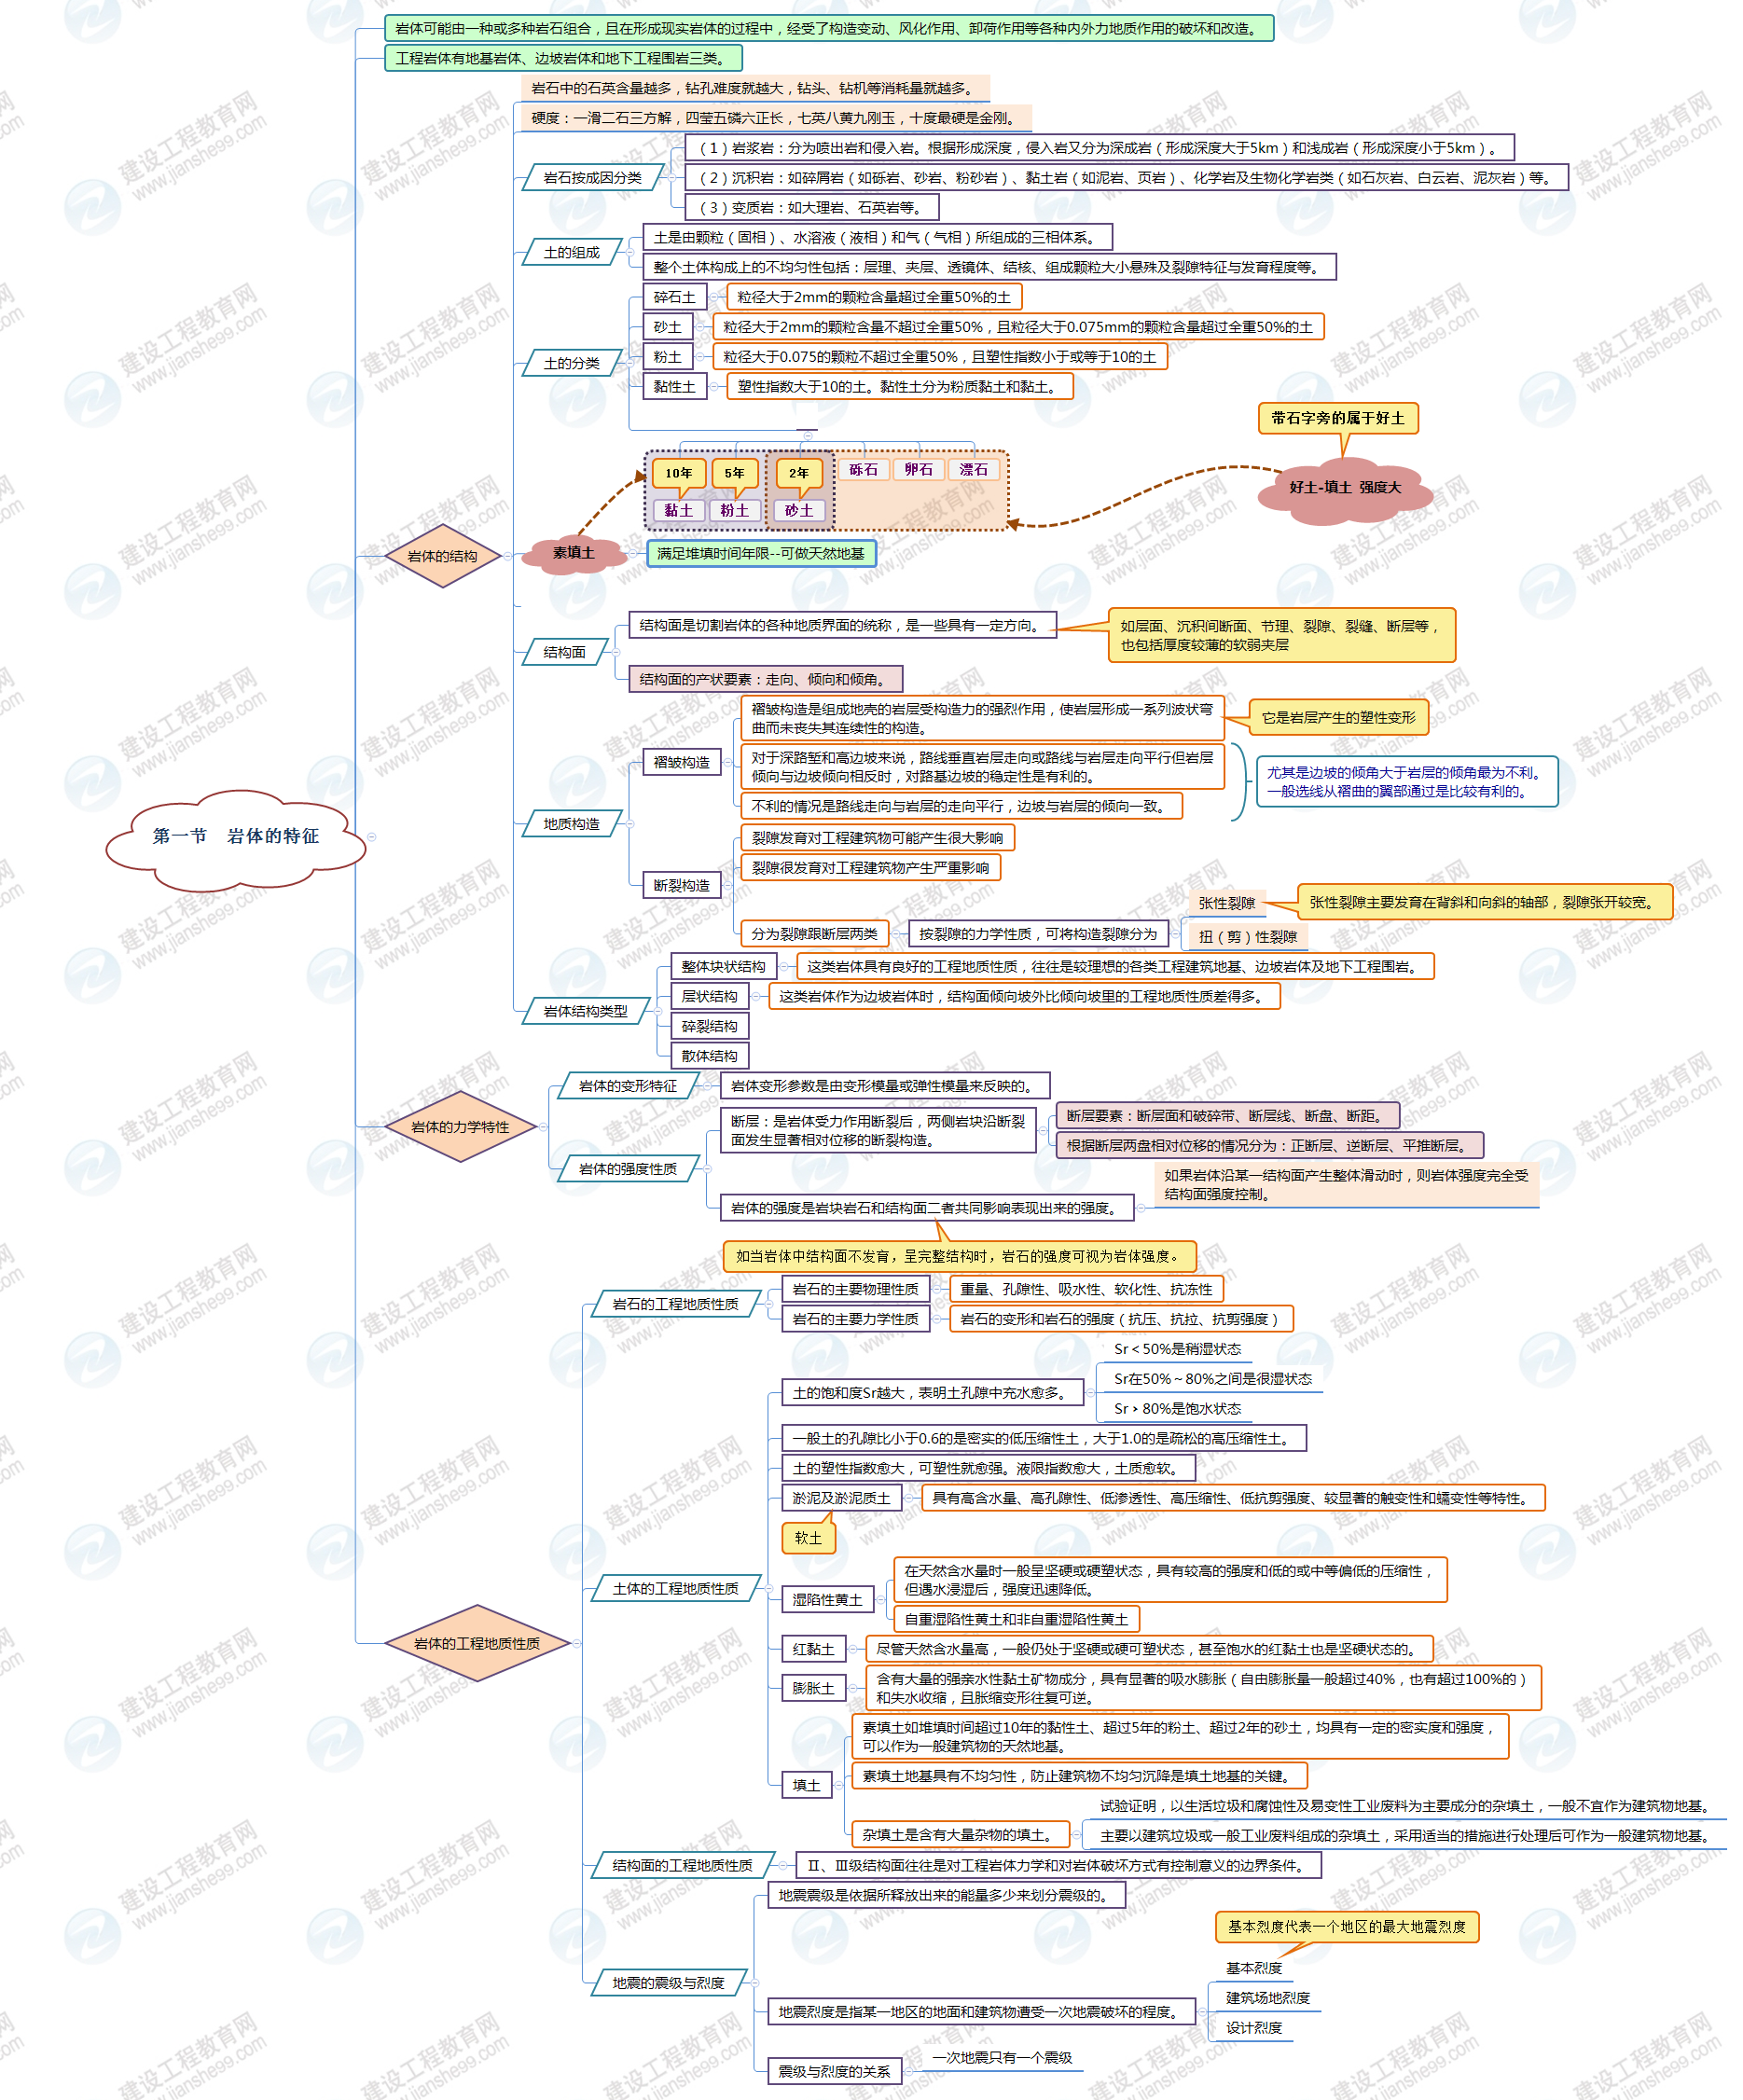 岩体可能由一种或多种岩石组合，且在形成现实岩体的过程中，经受了构造变动、风化作用、卸荷作用等各种内外力地质作用的破坏和改造。
工程岩体有地基岩体、边坡岩体和地下工程围岩三类。
岩石中的石英含量越多，钻孔难度就越大，钻头、钻机等消耗量就越多。
硬度：一滑二石三方解，四莹五磷六正长，七英八黄九刚玉，十度最硬是金刚。
岩石按成因分类
（1）岩浆岩：分为喷出岩和侵入岩。根据形成深度，侵入岩又分为深成岩（形成深度大于5km）和浅成岩（形成深度小于5km）。
（2）沉积岩：如碎屑岩（如砾岩、砂岩、粉砂岩）、黏土岩（如泥岩、页岩）、化学岩及生物化学岩类（如石灰岩、白云岩、泥灰岩）等。
（3）变质岩：如大理岩、石英岩等。
土的组成
土是由颗粒（固相）、水溶液（液相）和气（气相）所组成的三相体系。
整个土体构成上的不均匀性包括：层理、夹层、透镜体、结核、组成颗粒大小悬殊及裂隙特征与发育程度等。
土的分类
碎石土
粒径大于2mm的颗粒含量超过全重50%的土
砂土
粒径大于2mm的颗粒含量不超过全重50%，且粒径大于0.075mm的颗粒含量超过全重50%的土
粉土
粒径大于0.075的颗粒不超过全重50%，且塑性指数小于或等于10的土
黏性土
塑性指数大于10的土。黏性土分为粉质黏土和黏土。
带石字旁的属于好土
好土-填土 强度大
10年
5年
2年
砾石
卵石
漂石
黏土
粉土
砂土
岩体的结构
素填土
满足堆填时间年限--可做天然地基
结构面
结构面是切割岩体的各种地质界面的统称，是一些具有一定方向。
如层面、沉积间断面、节理、裂隙、裂缝、断层等，
也包括厚度较薄的软弱夹层
结构面的产状要素：走向、倾向和倾角。
地质构造
褶皱构造
褶皱构造是组成地壳的岩层受构造力的强烈作用，使岩层形成一系列波状弯
曲而未丧失其连续性的构造。
它是岩层产生的塑性变形
对于深路堑和高边坡来说，路线垂直岩层走向或路线与岩层走向平行但岩层
倾向与边坡倾向相反时，对路基边坡的稳定性是有利的。
不利的情况是路线走向与岩层的走向平行，边坡与岩层的倾向一致。
尤其是边坡的倾角大于岩层的倾角最为不利。
一般选线从褶曲的翼部通过是比较有利的。
第一节 岩体的特征
断裂构造
裂隙发育对工程建筑物可能产生很大影响
裂隙很发育对工程建筑物产生严重影响
分为裂隙跟断层两类
按裂隙的力学性质，可将构造裂隙分为
张性裂隙
张性裂隙主要发育在背斜和向斜的轴部，裂隙张开较宽。
扭（剪）性裂隙
岩体结构类型
整体块状结构
这类岩体具有良好的工程地质性质，往往是较理想的各类工程建筑地基、边坡岩体及地下工程围岩。
层状结构
这类岩体作为边坡岩体时，结构面倾向坡外比倾向坡里的工程地质性质差得多。
碎裂结构
散体结构
岩体的力学特性
岩体的变形特征
岩体变形参数是由变形模量或弹性模量来反映的。
岩体的强度性质
断层：是岩体受力作用断裂后，两侧岩块沿断裂
面发生显著相对位移的断裂构造。
断层要素：断层面和破碎带、断层线、断盘、断距。
根据断层两盘相对位移的情况分为：正断层、逆断层、平推断层。
岩体的强度是岩块岩石和结构面二者共同影响表现出来的强度。
如果岩体沿某一结构面产生整体滑动时，则岩体强度完全受
结构面强度控制。
如当岩体中结构面不发育，呈完整结构时，岩石的强度可视为岩体强度。
岩体的工程地质性质
岩石的工程地质性质
岩石的主要物理性质
重量、孔隙性、吸水性、软化性、抗冻性
岩石的主要力学性质
岩石的变形和岩石的强度（抗压、抗拉、抗剪强度）
土体的工程地质性质
土的饱和度Sr越大，表明土孔隙中充水愈多。
Sr＜50%是稍湿状态
Sr在50%～80%之间是很湿状态
Sr﹥80%是饱水状态
一般土的孔隙比小于0.6的是密实的低压缩性土，大于1.0的是疏松的高压缩性土。
土的塑性指数愈大，可塑性就愈强。液限指数愈大，土质愈软。
淤泥及淤泥质土
具有高含水量、高孔隙性、低渗透性、高压缩性、低抗剪强度、较显著的触变性和蠕变性等特性。
软土
湿陷性黄土
在天然含水量时一般呈坚硬或硬塑状态，具有较高的强度和低的或中等偏低的压缩性，
但遇水浸湿后，强度迅速降低。
自重湿陷性黄土和非自重湿陷性黄土
红黏土
尽管天然含水量高，一般仍处于坚硬或硬可塑状态，甚至饱水的红黏土也是坚硬状态的。
膨胀土
含有大量的强亲水性黏土矿物成分，具有显著的吸水膨胀（自由膨胀量一般超过40%，也有超过100%的）
和失水收缩，且胀缩变形往复可逆。
填土
素填土如堆填时间超过10年的黏性土、超过5年的粉土、超过2年的砂土，均具有一定的密实度和强度，
可以作为一般建筑物的天然地基。
素填土地基具有不均匀性，防止建筑物不均匀沉降是填土地基的关键。
杂填土是含有大量杂物的填土。
试验证明，以生活垃圾和腐蚀性及易变性工业废料为主要成分的杂填土，一般不宜作为建筑物地基。
主要以建筑垃圾或一般工业废料组成的杂填土，采用适当的措施进行处理后可作为一般建筑物地基。
结构面的工程地质性质
Ⅱ、Ⅲ级结构面往往是对工程岩体力学和对岩体破坏方式有控制意义的边界条件。
地震的震级与烈度
地震震级是依据所释放出来的能量多少来划分震级的。
基本烈度代表一个地区的最大地震烈度
地震烈度是指某一地区的地面和建筑物遭受一次地震破坏的程度。
基本烈度
建筑场地烈度
设计烈度
震级与烈度的关系
一次地震只有一个震级
建设工程教育网
www.jianshe99.com